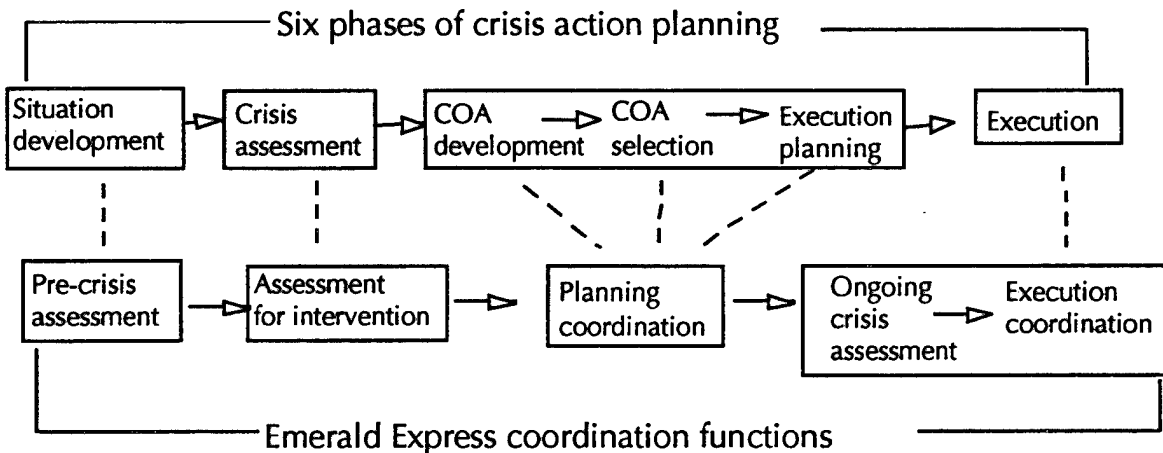 Six phases of crisis action planning
Situation
development
Crisis
assessment
COA
development
COA
selection
Execution
planning
Execution
Pre-crisis
assessment
Assessment
for intervention
Planning
coordination
Ongoing
crisis
assessment
Execution
coordination
Emerald Express coordination functions